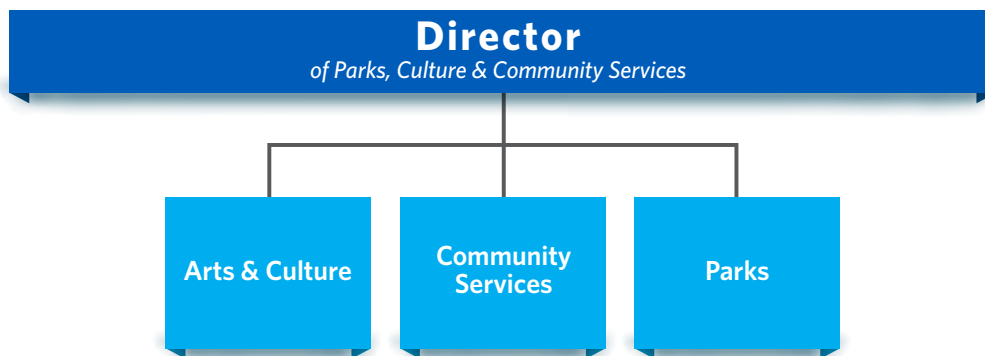 Director
of Parks, Culture & Community Services
Arts & Culture
Community
Services
Parks